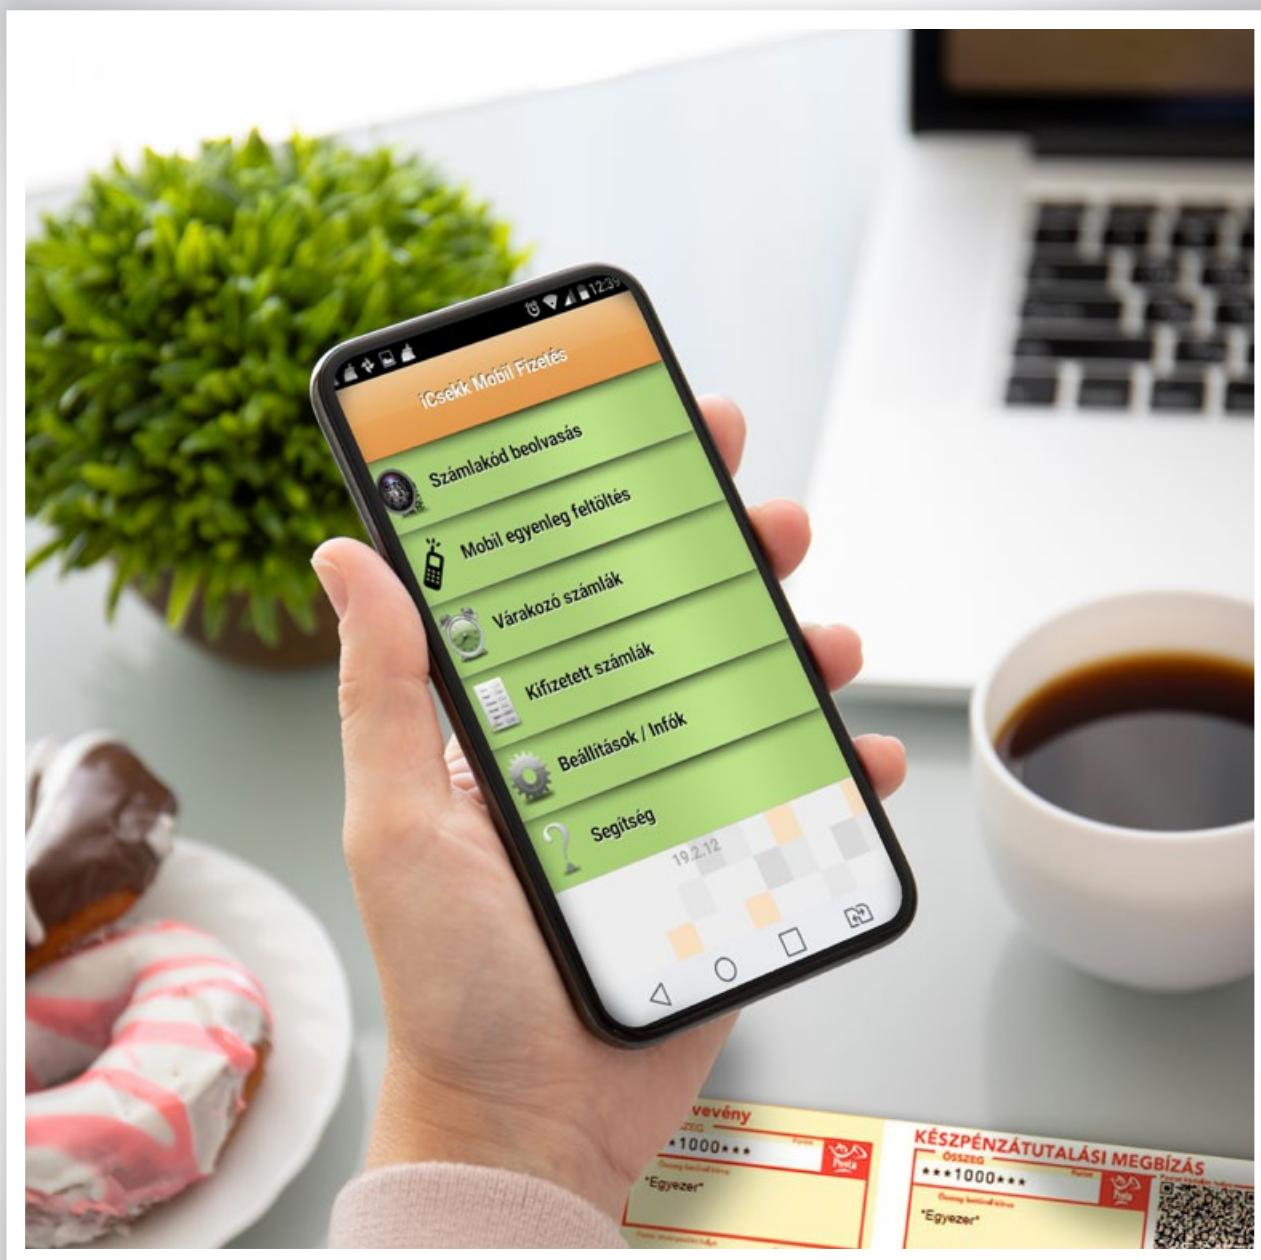 12:39
iCsekk Mobil Fizetés
Számlakód beolvasás
Mobil egyenleg feltöltés
Várakozó számlák
Kifizetett számlák
Beállítások / Infók
Segítség
19.2.12
vevény
***1000***
Posta
"Egyezer"
KÉSZPÉNZÁTUTALÁSI MEGBÍZÁS
ÖSSZEG
***1000***
Posta
"Egyezer"